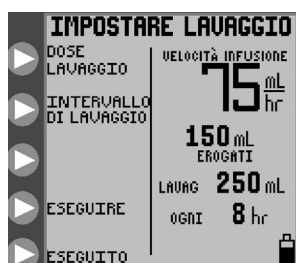 IMPOSTARE LAVAGGIO
DOSE
LAVAGGIO
INTERVALLO
DI LAVAGGIO
ESEGUIRE
ESEGUITO
VELOCITÀ INFUSIONE
75 mL
hr
150 mL
EROGATI
LAVAG 250 mL
OGNI 8 hr